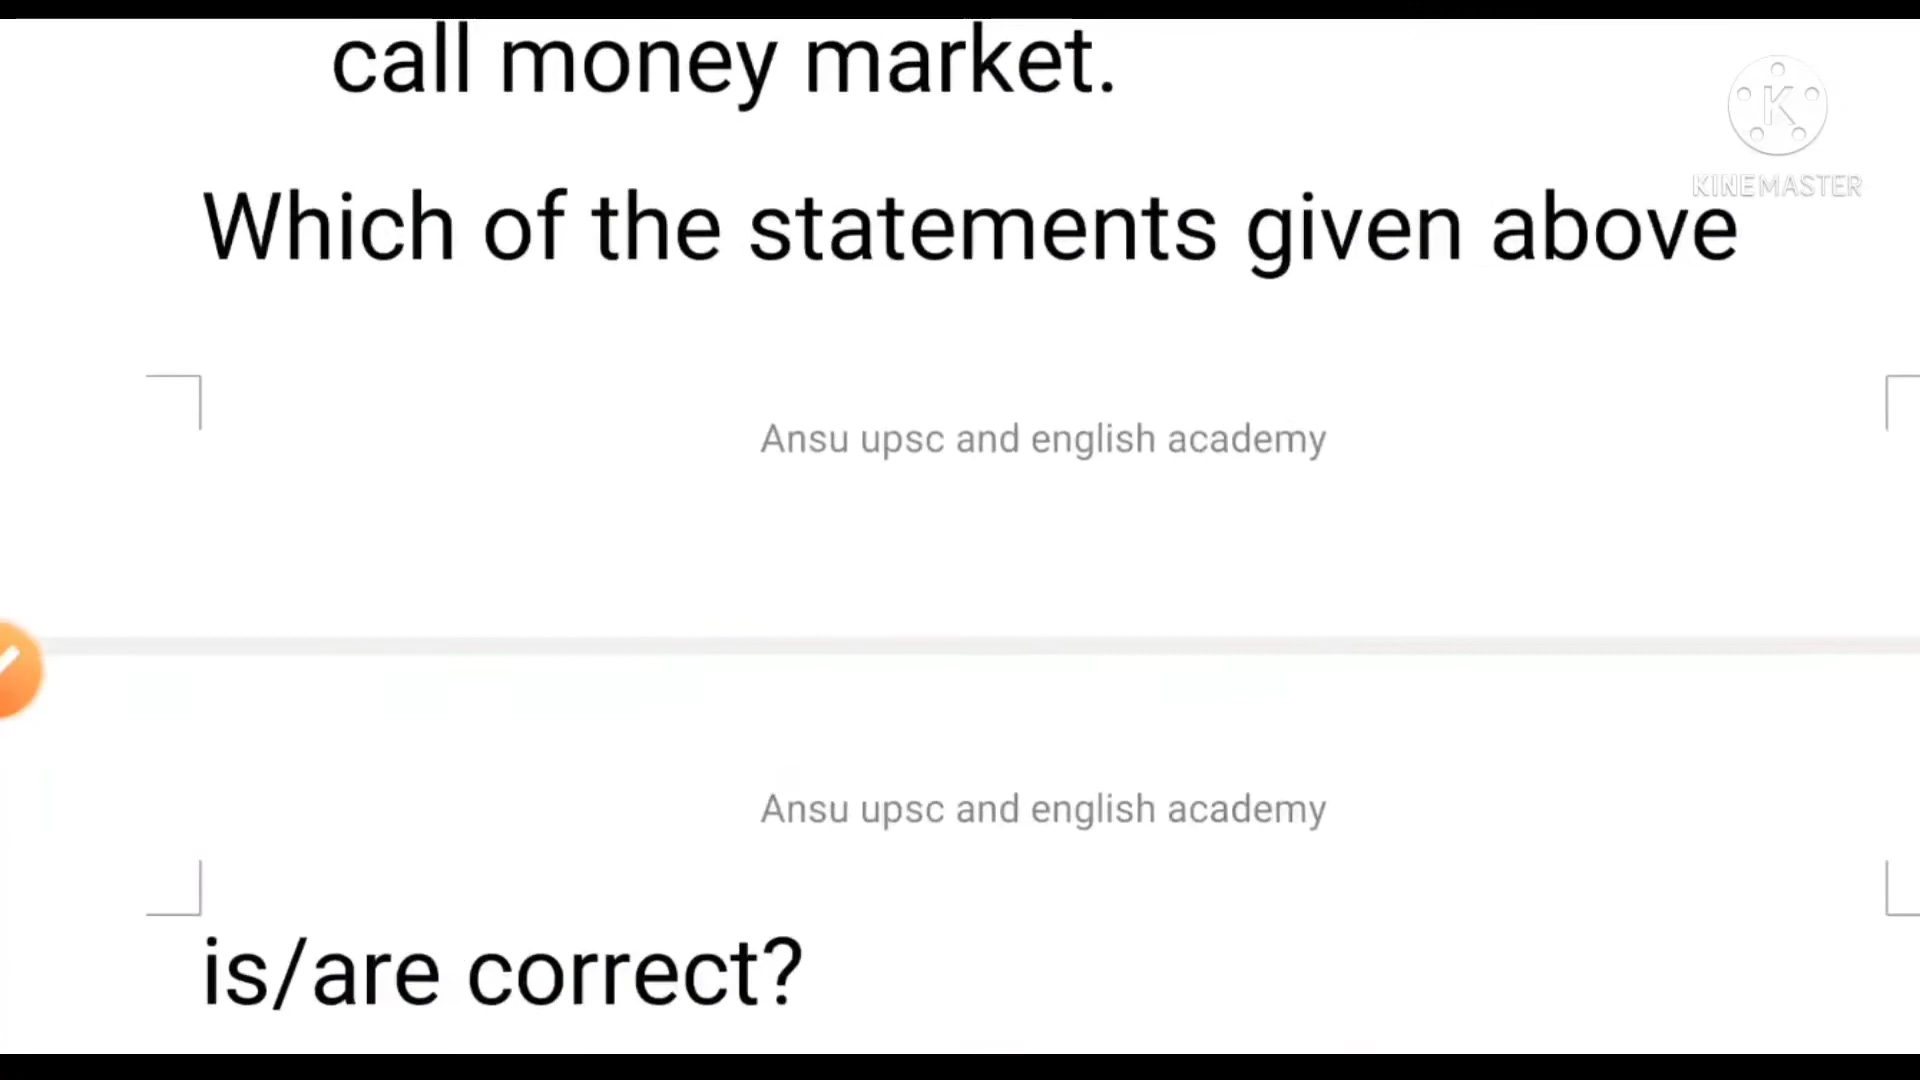 call money market.
KINEMASTER
Which of the statements given above
Ansu upsc and english academy
Ansu upsc and english academy
is/are correct?